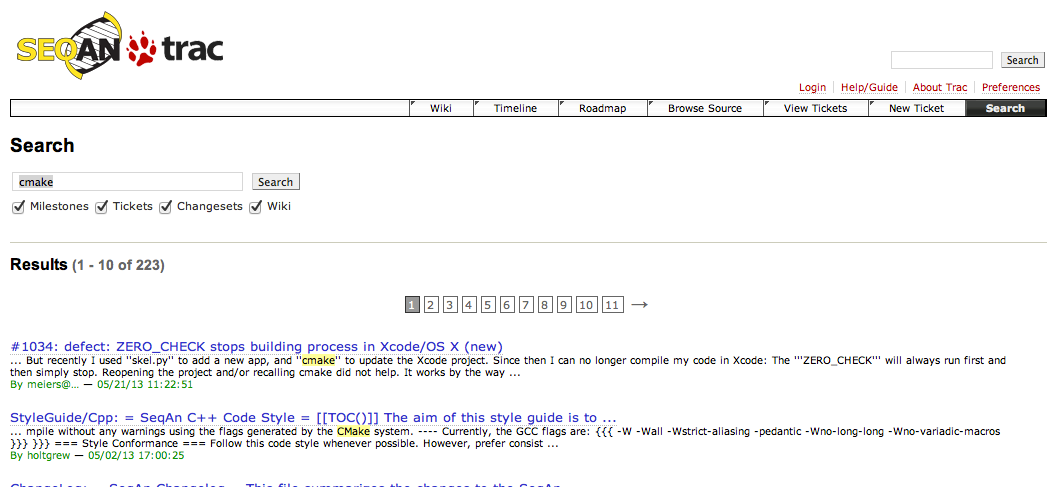 SEQAN trac
Search
Login Help/Guide About Trac Preferences
Wiki Timeline Roadmap Browse Source View Tickets New Ticket Search
Search
cmake Search
Milestones Tickets Changesets Wiki
Results (1 - 10 of 223)
1 2 3 4 5 6 7 8 9 10 11 →
#1034: defect: ZERO_CHECK stops building process in Xcode/OS X (new)
... But recently I used "skel.py" to add a new app, and "cmake" to update the Xcode project. Since then I can no longer compile my code in Xcode: The '''ZERO_CHECK''' will always run first and
then simply stop. Reopening the project and/or recalling cmake did not help. It works by the way ...
By meiers@... — 05/21/13 11:22:51
StyleGuide/Cpp: = SeqAn C++ Code Style = [[TOC()]] The aim of this style guide is to ...
... mpile without any warnings using the flags generated by the CMake system. ---- Currently, the GCC flags are: {{{ -W -Wall -Wstrict-aliasing -pedantic -Wno-long-long -Wno-variadic-macros
}}} }}} === Style Conformance === Follow this code style whenever possible. However, prefer consist ...
By holtgrew — 05/02/13 17:00:25